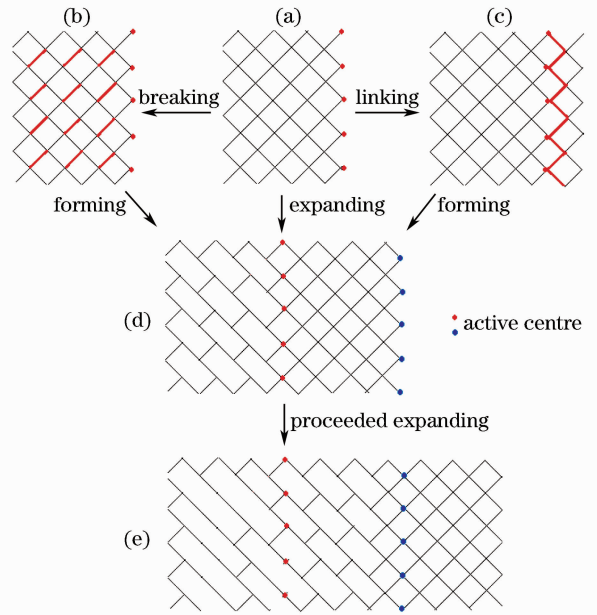 (b) (a) (c)
breaking linking
forming expanding forming
(d)
active centre
proceeded expanding
(e)